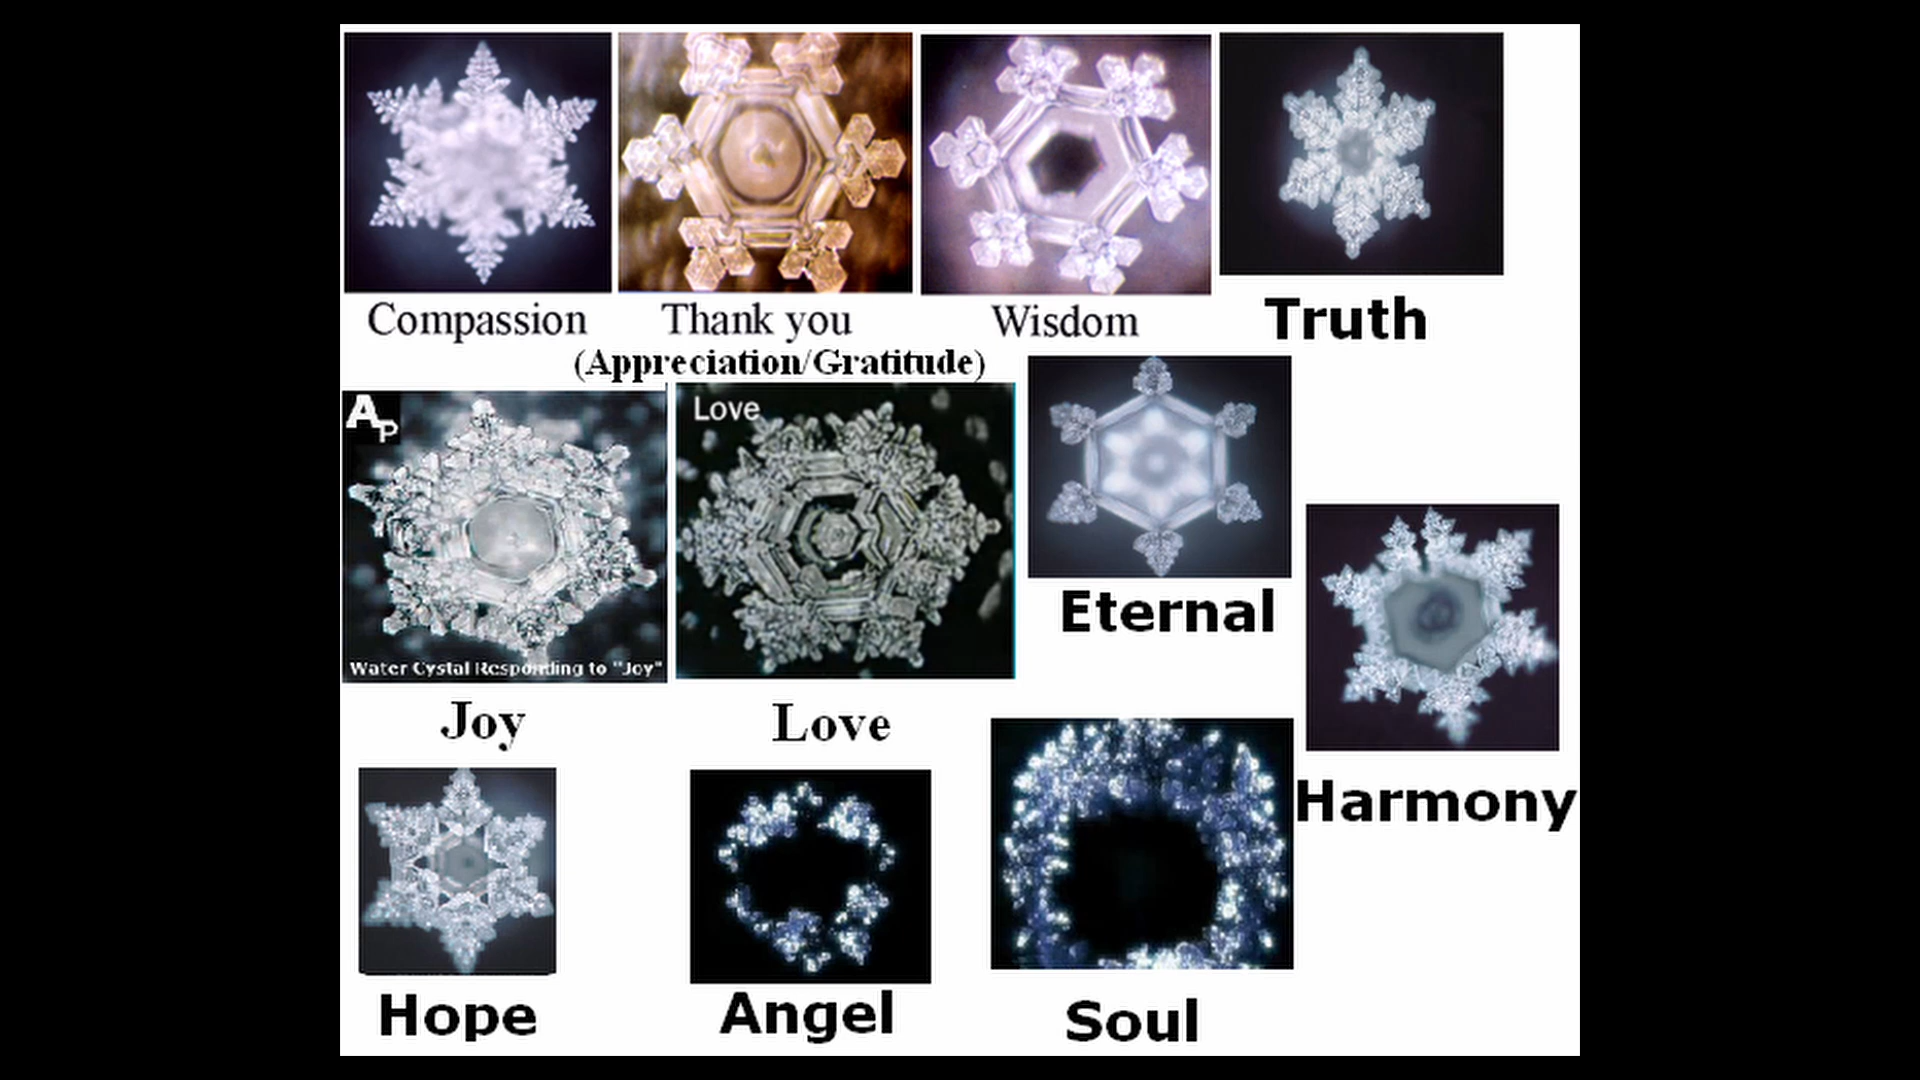 Compassion
Thank you
Wisdom
Truth
(Appreciation/Gratitude)
AP
Love
Water Cystal Responding to "Joy"
Eternal
Joy
Love
Harmony
Hope
Angel
Soul